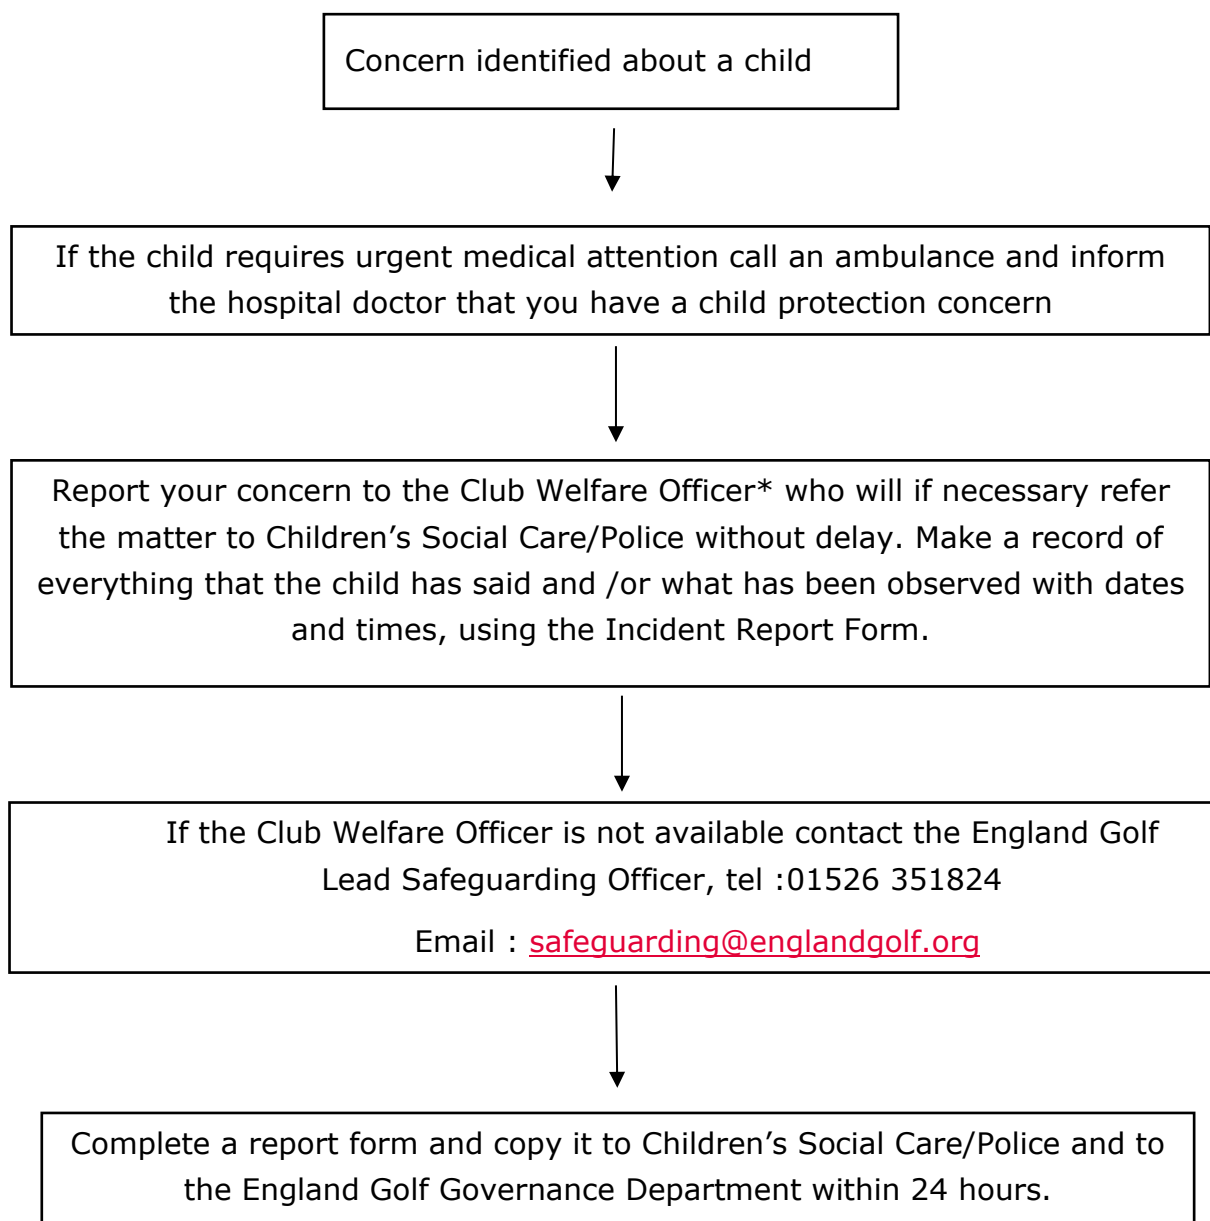 Concern identified about a child
If the child requires urgent medical attention call an ambulance and inform
the hospital doctor that you have a child protection concern
Report your concern to the Club Welfare Officer* who will if necessary refer
the matter to Children’s Social Care/Police without delay. Make a record of
everything that the child has said and /or what has been observed with dates
and times, using the Incident Report Form.
If the Club Welfare Officer is not available contact the England Golf
Lead Safeguarding Officer, tel :01526 351824
Email : safeguarding@englandgolf.org
Complete a report form and copy it to Children’s Social Care/Police and to
the England Golf Governance Department within 24 hours.